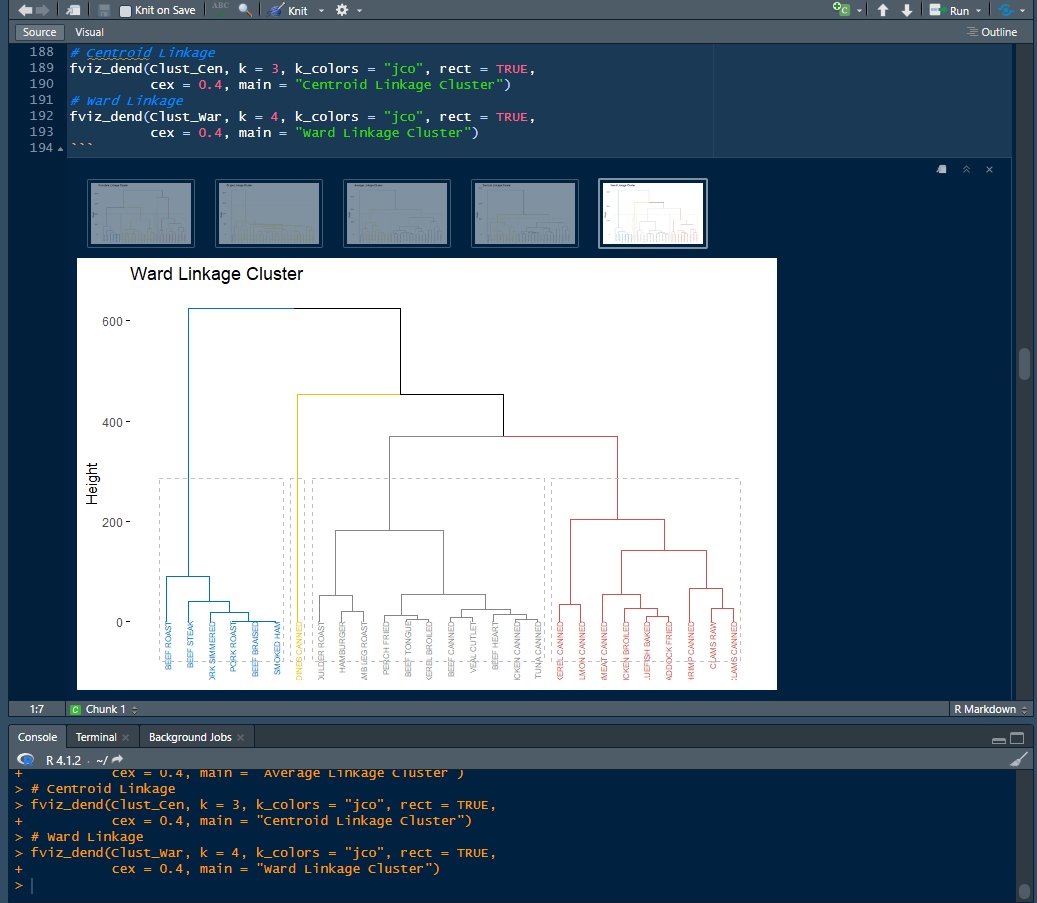 Knit on Save
ABC
Knit
Run
Source Visual
Outline
188 # Centroid Linkage
189 fviz_dend(Clust_Cen, k = 3, k_colors = "jco", rect = TRUE,
190 cex = 0.4, main = "Centroid Linkage Cluster")
191 # Ward Linkage
192 fviz_dend(Clust_War, k = 4, k_colors = "jco", rect = TRUE,
193 cex = 0.4, main = "Ward Linkage Cluster")
194 ```
Ward Linkage Cluster
600
400
Height
200
0
BEEF ROAST
BEEF STEAK
ORK SIMMERED
PORK ROAST
BEEF BRAISED
SMOKED HAM
DINES CANNED
OULDER ROAST
HAMBURGER
MB LEG ROAST
PERCH FRIED
BEEF TONGUE
KEREL BROILED
BEEF CANNED
VEAL CUTLET
BEEF HEART
ICKEN CANNED
TUNA CANNED
KEREL CANNED
LMON CANNED
MEAT CANNED
ICKEN BROILED
LUEFISH BAKED
ADDOCK FRIED
HRIMP CANNED
CLAMS RAW
CLAMS CANNED
1:7 C Chunk 1 R Markdown
Console Terminal Background Jobs
R 4.1.2 · ~/
+ cex = 0.4, main = "Average Linkage Cluster")
> # Centroid Linkage
> fviz_dend(Clust_Cen, k = 3, k_colors = "jco", rect = TRUE,
+ cex = 0.4, main = "Centroid Linkage Cluster")
> # Ward Linkage
> fviz_dend(Clust_War, k = 4, k_colors = "jco", rect = TRUE,
+ cex = 0.4, main = "Ward Linkage Cluster")
>